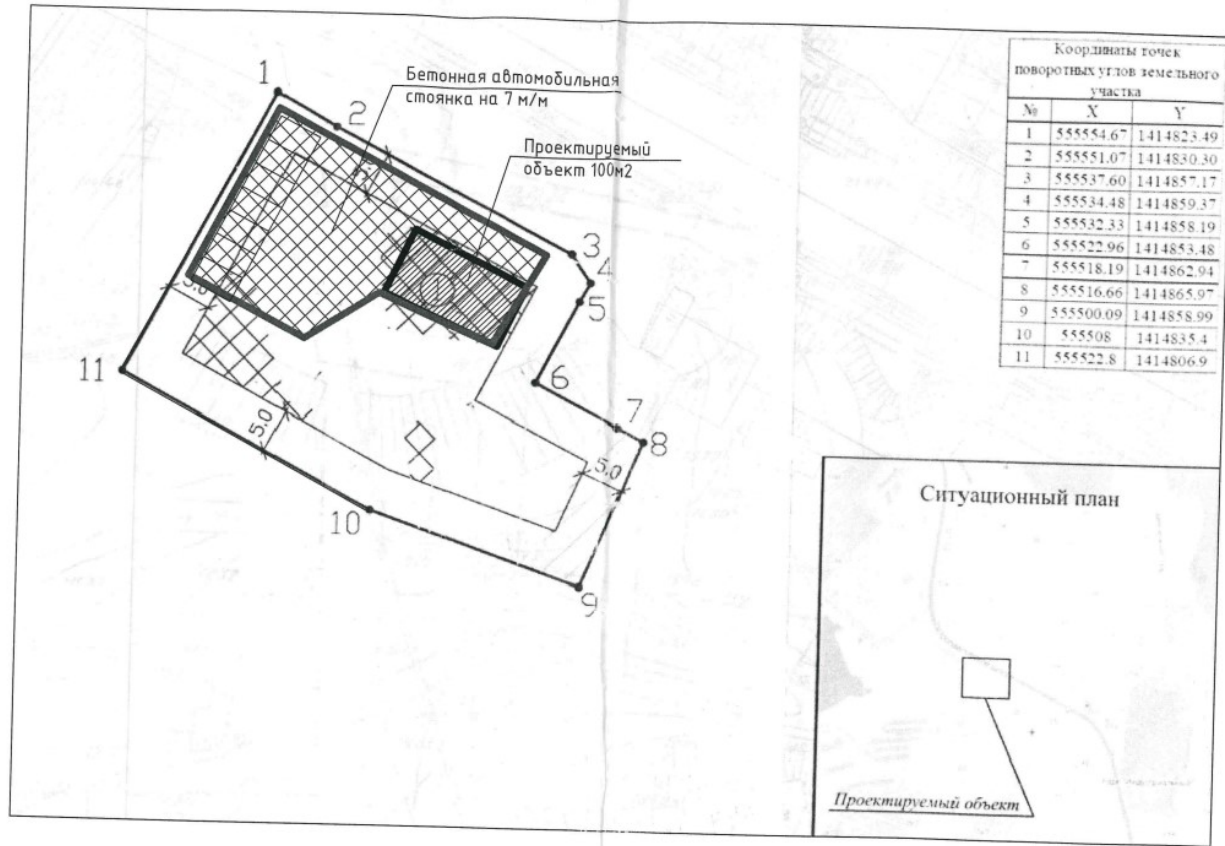 Бетонная автомобильная
стоянка на 7 м/м
Проектируемый
объект 100м2
1
2
3
4
5
6
7
8
9
10
11
5.0
5.0
5.0
1
Координаты точек
поворотных углов земельного
участка
№ X Y
1 555554.67 1414823.49
2 555551.07 1414830.30
3 555537.60 1414857.17
4 555534.48 1414859.37
5 555532.33 1414858.19
6 555522.96 1414853.48
7 555518.19 1414862.94
8 555516.66 1414865.97
9 555500.09 1414858.99
10 555508 1414835.4
11 555522.8 1414806.9
Ситуационный план
Проектируемый объект